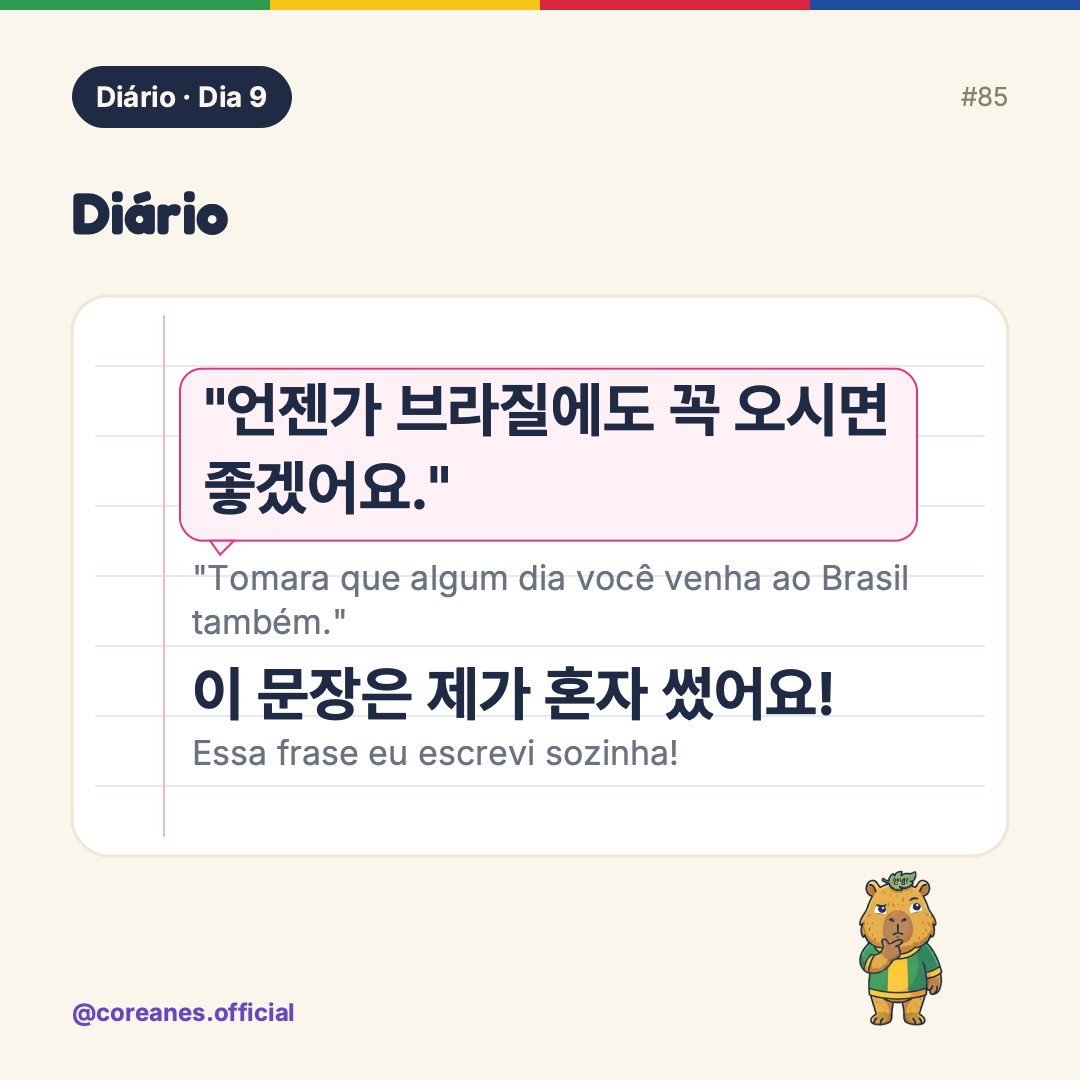 Diário · Dia 9
#85
Diário
"언젠가 브라질에도 꼭 오시면
좋겠어요."
"Tomara que algum dia você venha ao Brasil
também."
이 문장은 제가 혼자 썼어요!
Essa frase eu escrevi sozinha!
안녕!
@coreanes.official